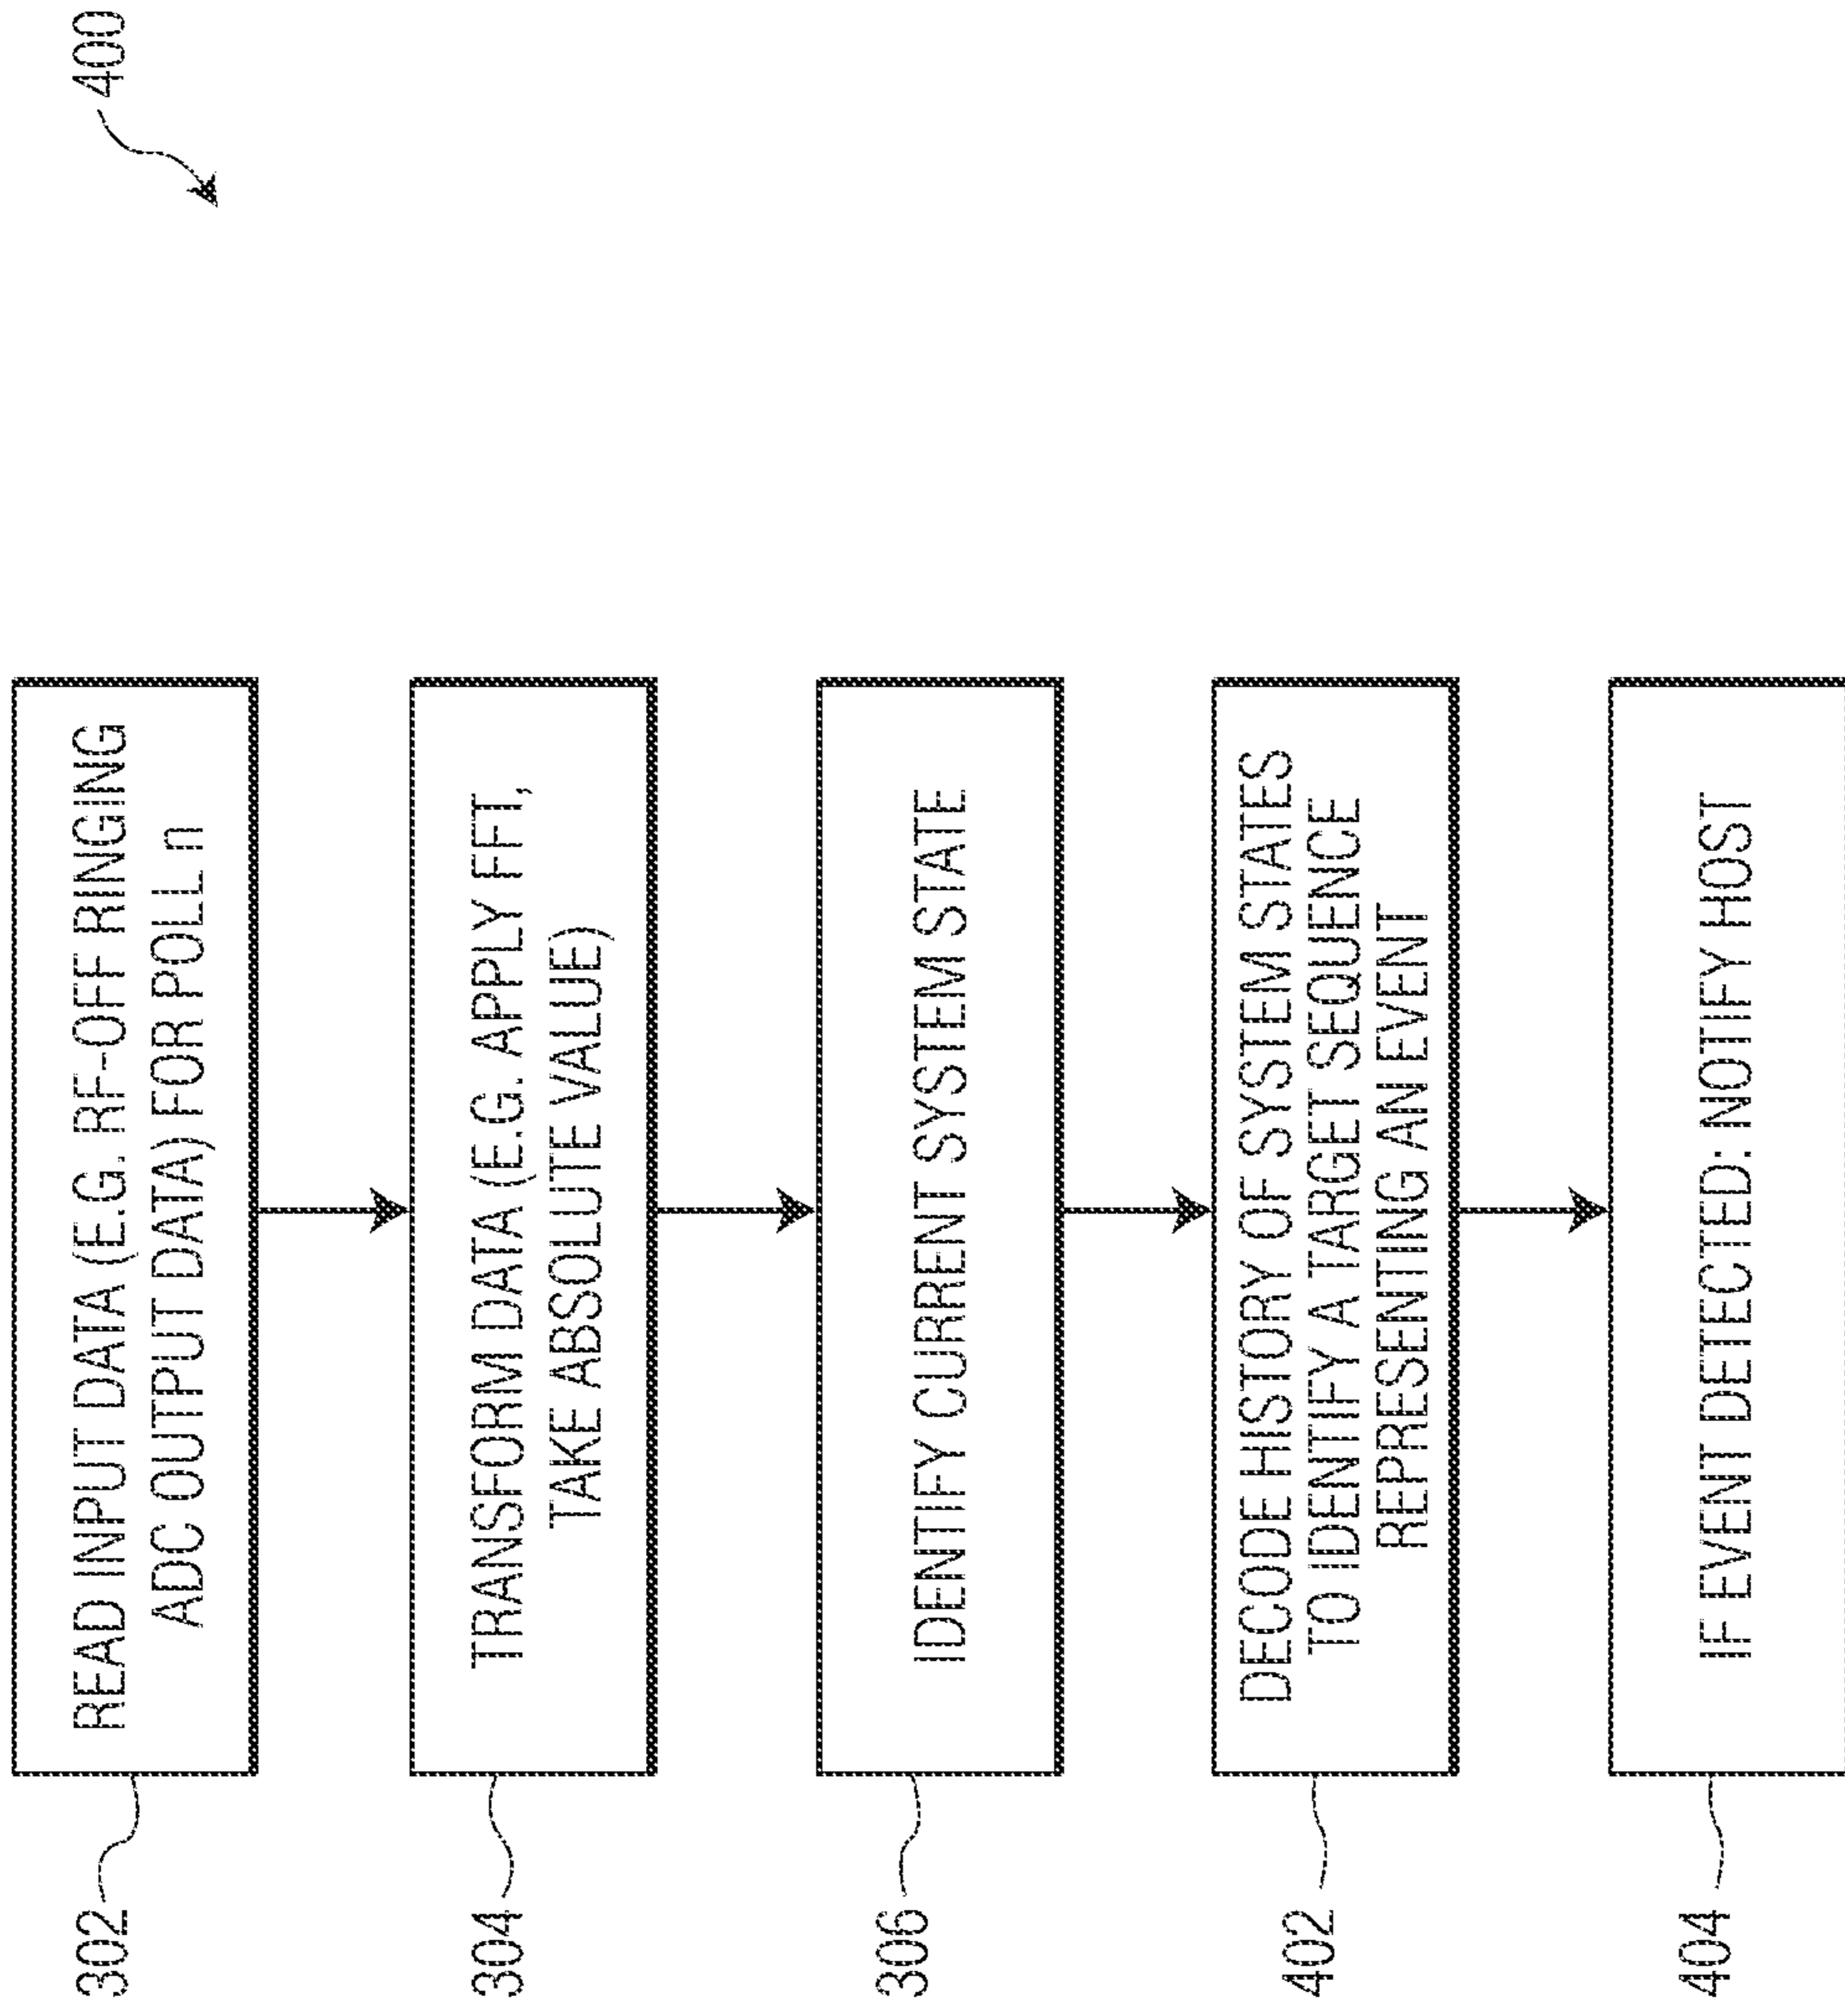 400
302
READ INPUT DATA (E.G. RF-OFF RINGING
ADC OUTPUT DATA) FOR POLL n
304
TRANSFORM DATA (E.G. APPLY FFT,
TAKE ABSOLUTE VALUE)
306
IDENTIFY CURRENT SYSTEM STATE
402
DECODE HISTORY OF SYSTEM STATES
TO IDENTIFY A TARGET SEQUENCE
REPRESENTING AN EVENT
404
IF EVENT DETECTED: NOTIFY HOST